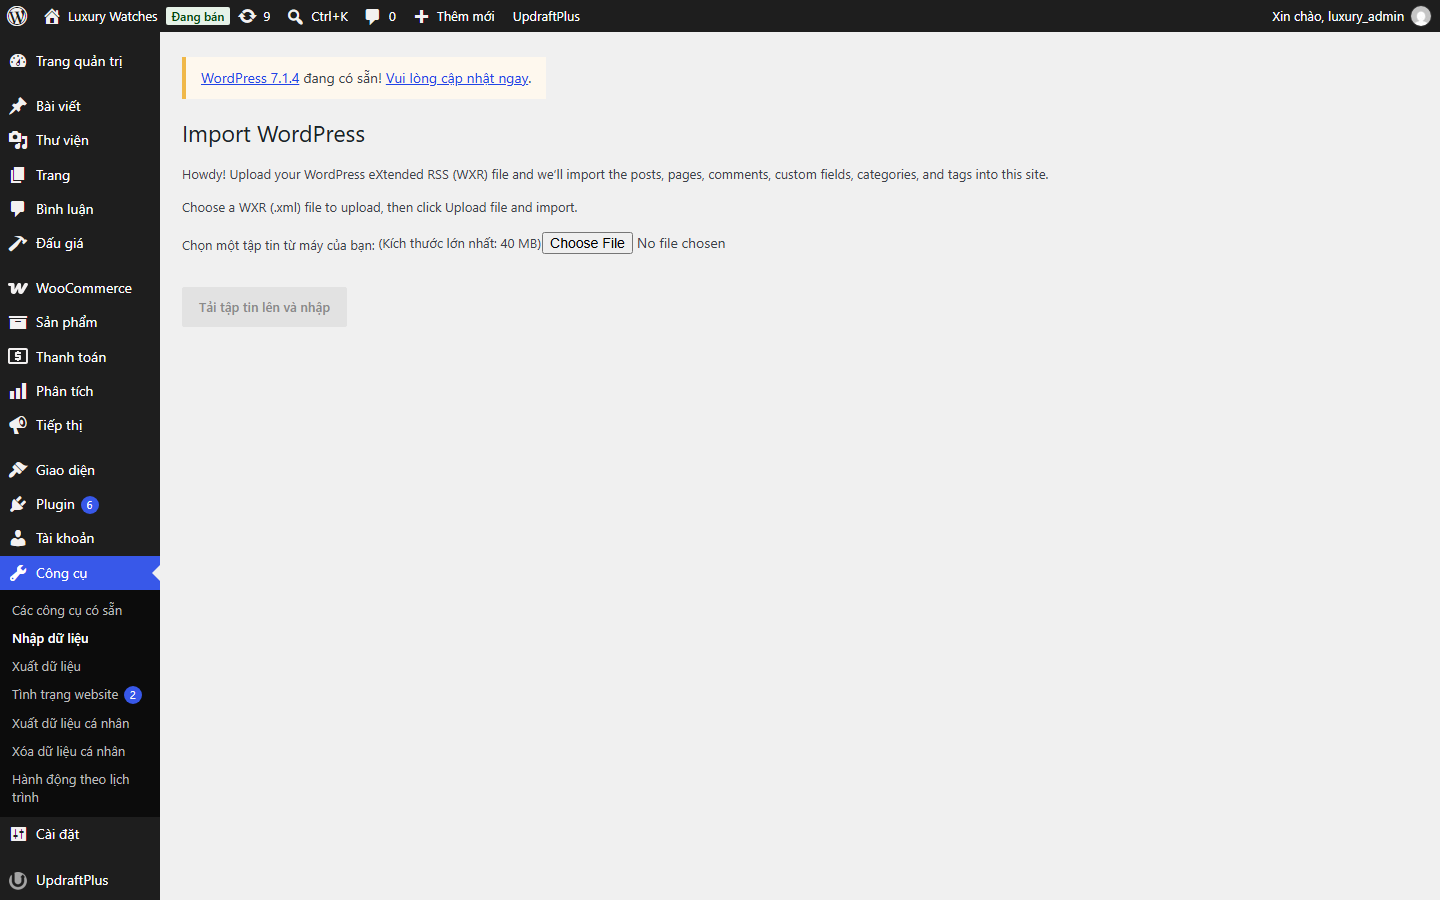 Luxury Watches Đang bán 9 Ctrl+K 0 Thêm mới UpdraftPlus Xin chào, luxury_admin
Trang quản trị
Bài viết
Thư viện
Trang
Bình luận
Đấu giá
WooCommerce
Sản phẩm
Thanh toán
Phân tích
Tiếp thị
Giao diện
Plugin 6
Tài khoản
Công cụ
Các công cụ có sẵn
Nhập dữ liệu
Xuất dữ liệu
Tình trạng website 2
Xuất dữ liệu cá nhân
Xóa dữ liệu cá nhân
Hành động theo lịch
trình
Cài đặt
UpdraftPlus
WordPress 7.1.4 đang có sẵn! Vui lòng cập nhật ngay.
Import WordPress
Howdy! Upload your WordPress eXtended RSS (WXR) file and we'll import the posts, pages, comments, custom fields, categories, and tags into this site.
Choose a WXR (.xml) file to upload, then click Upload file and import.
Chọn một tập tin từ máy của bạn: (Kích thước lớn nhất: 40 MB) Choose File No file chosen
Tải tập tin lên và nhập